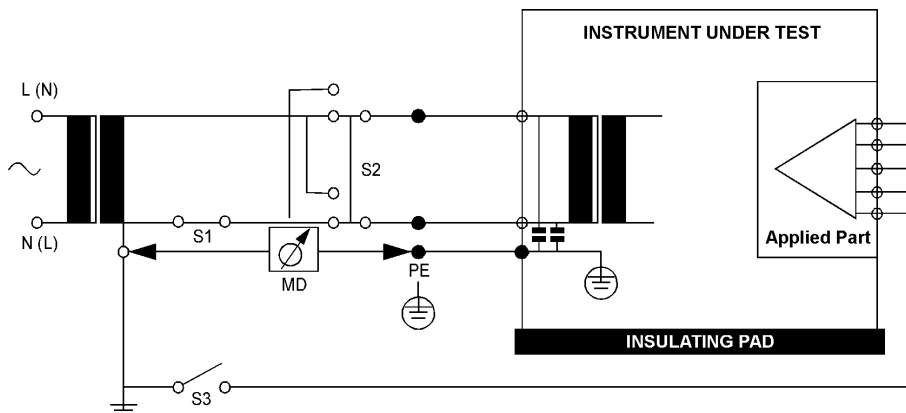 INSTRUMENT UNDER TEST
L (N)
S2
S1
N (L)
Applied Part
MD
PE
INSULATING PAD
S3